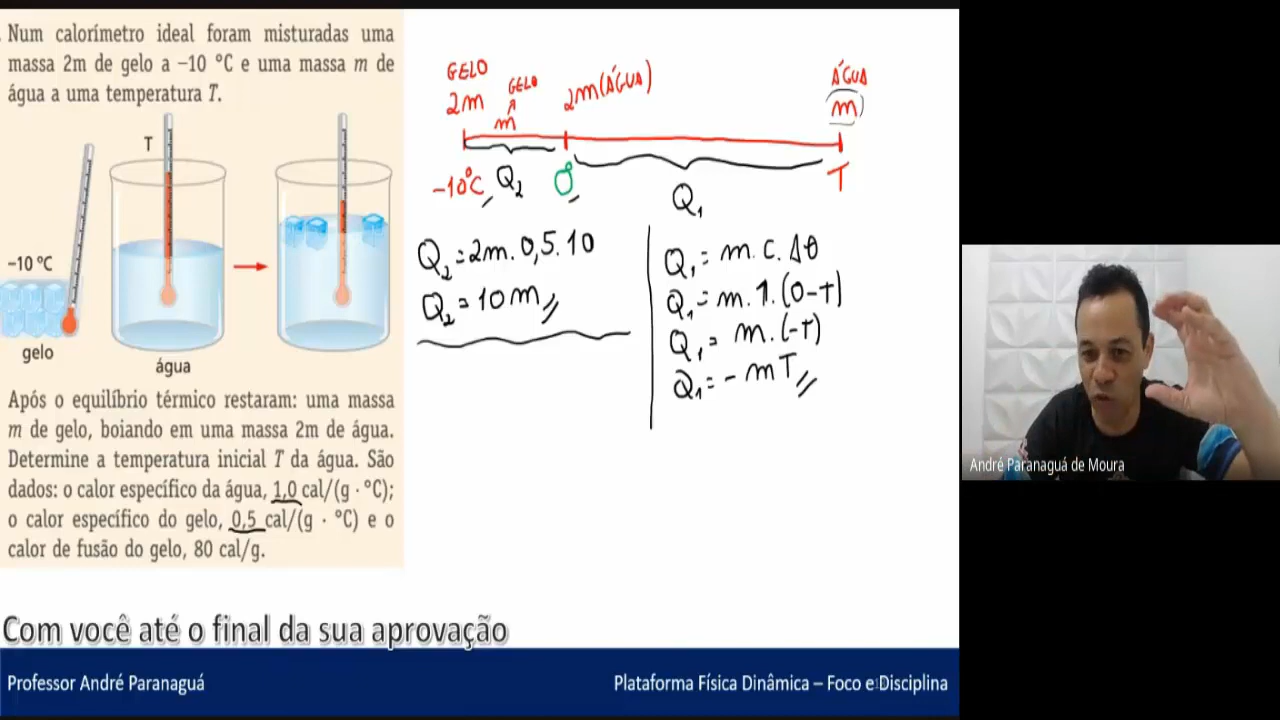 Num calorímetro ideal foram misturadas uma
massa 2m de gelo a −10 °C e uma massa m de
água a uma temperatura T.
T
−10 °C
gelo
água
Após o equilíbrio térmico restaram: uma massa
m de gelo, boiando em uma massa 2m de água.
Determine a temperatura inicial T da água. São
dados: o calor específico da água, 1,0 cal/(g · °C);
o calor específico do gelo, 0,5 cal/(g · °C) e o
calor de fusão do gelo, 80 cal/g.
GELO
2m
GELO
m
2m (ÁGUA)
ÁGUA
m
-10°C
Q2
0°
Q1
T
Q2 = 2m. 0,5. 10
Q2 = 10m
Q1 = m. c. Δθ
Q1 = m. 1. (0-T)
Q1 = m. (-T)
Q1 = - mT
André Paranaguá de Moura
Com você até o final da sua aprovação
Professor André Paranaguá
Plataforma Física Dinâmica – Foco e Disciplina